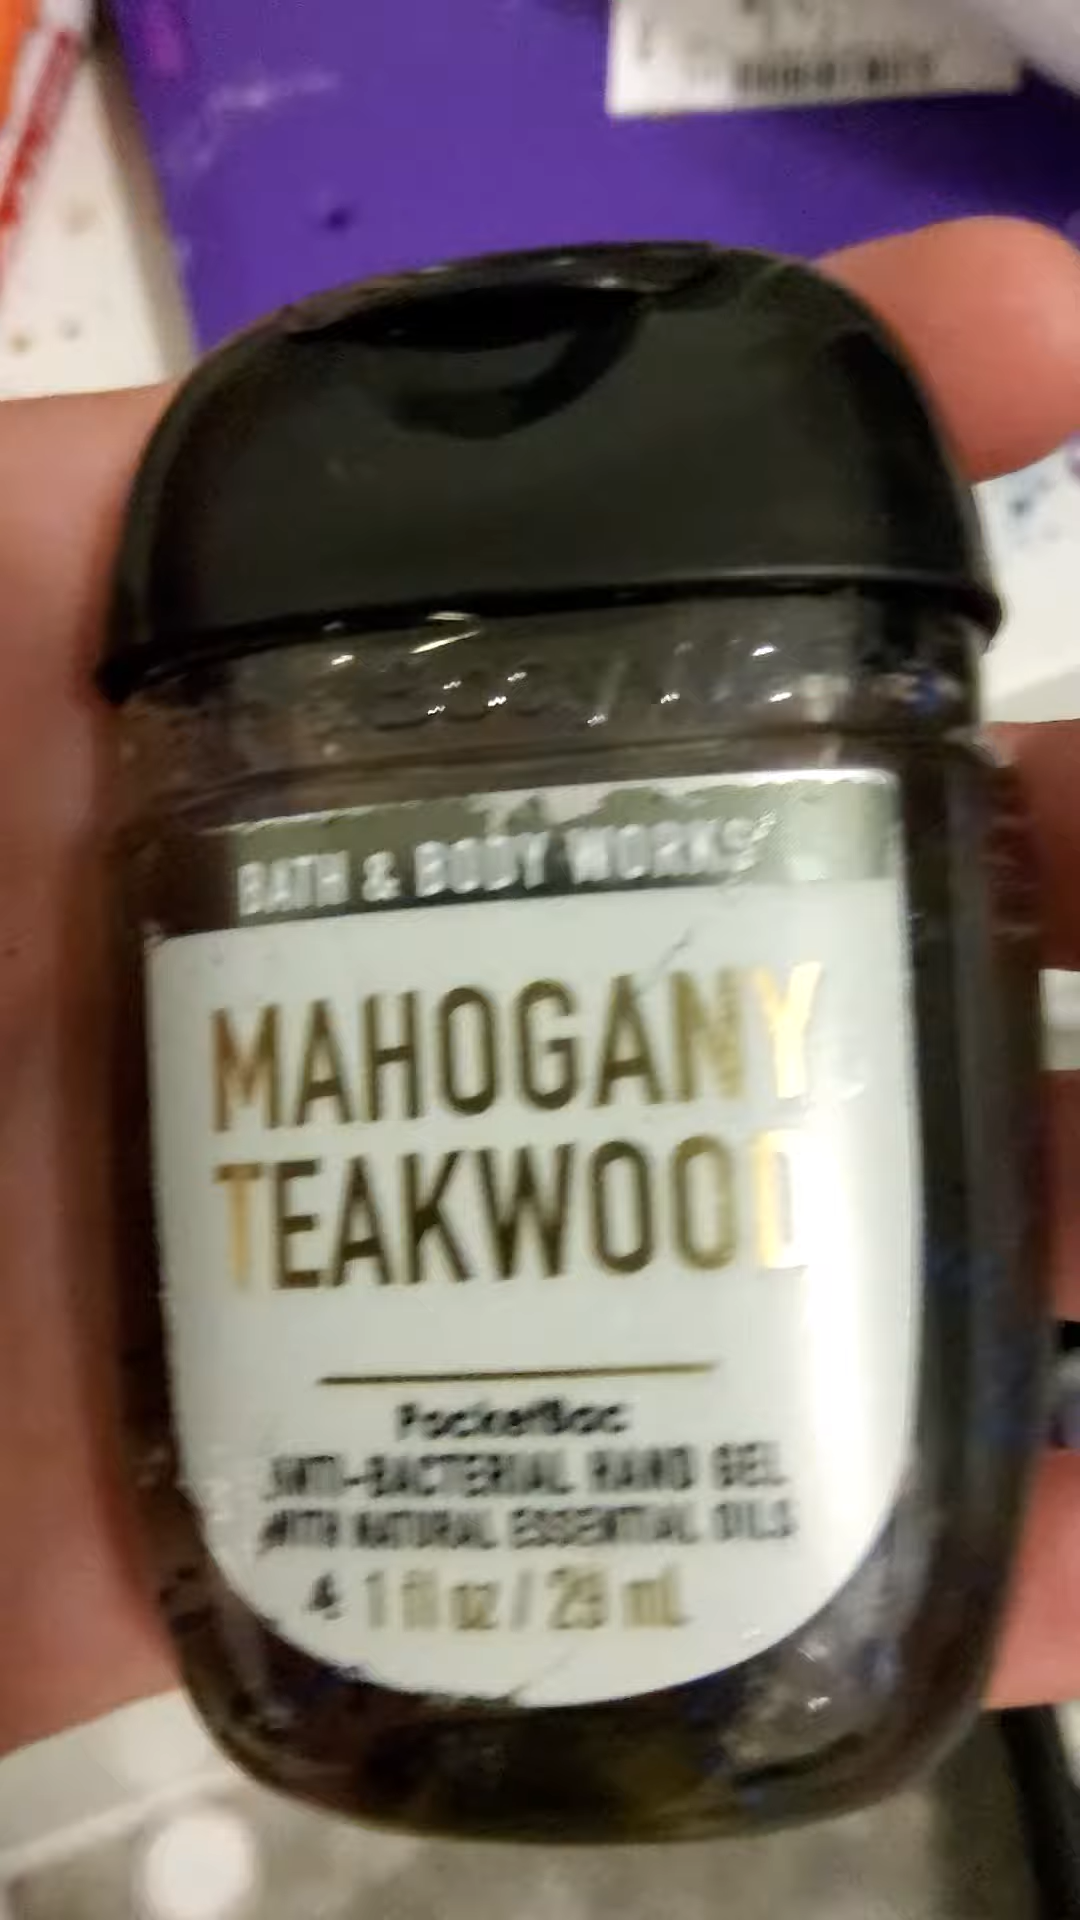 BATH & BODY WORKS®
MAHOGANY
TEAKWOOD
PocketBac
ANTI-BACTERIAL HAND GEL
WITH NATURAL ESSENTIAL OILS
1 fl oz / 29 mL